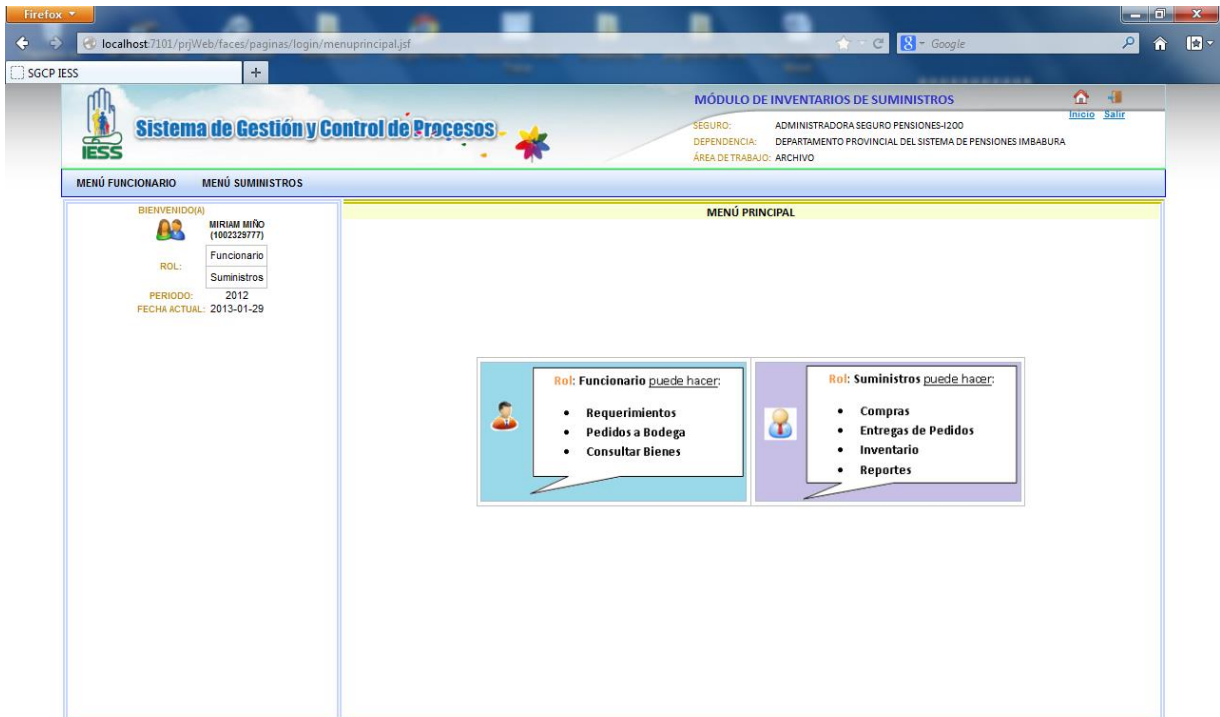 Firefox
localhost:7101/prjWeb/faces/paginas/login/menuprincipal.jsf
Google
SGCP IESS
IESS
Sistema de Gestión y Control de Procesos
MÓDULO DE INVENTARIOS DE SUMINISTROS
Inicio Salir
SEGURO: ADMINISTRADORA SEGURO PENSIONES-I200
DEPENDENCIA: DEPARTAMENTO PROVINCIAL DEL SISTEMA DE PENSIONES IMBABURA
ÁREA DE TRABAJO: ARCHIVO
MENÚ FUNCIONARIO MENÚ SUMINISTROS
BIENVENIDO(A)
MIRIAM MIÑO
(1002329777)
ROL:
Funcionario
Suministros
PERIODO: 2012
FECHA ACTUAL: 2013-01-29
MENÚ PRINCIPAL
Rol: Funcionario puede hacer:
• Requerimientos
• Pedidos a Bodega
• Consultar Bienes
Rol: Suministros puede hacer:
• Compras
• Entregas de Pedidos
• Inventario
• Reportes